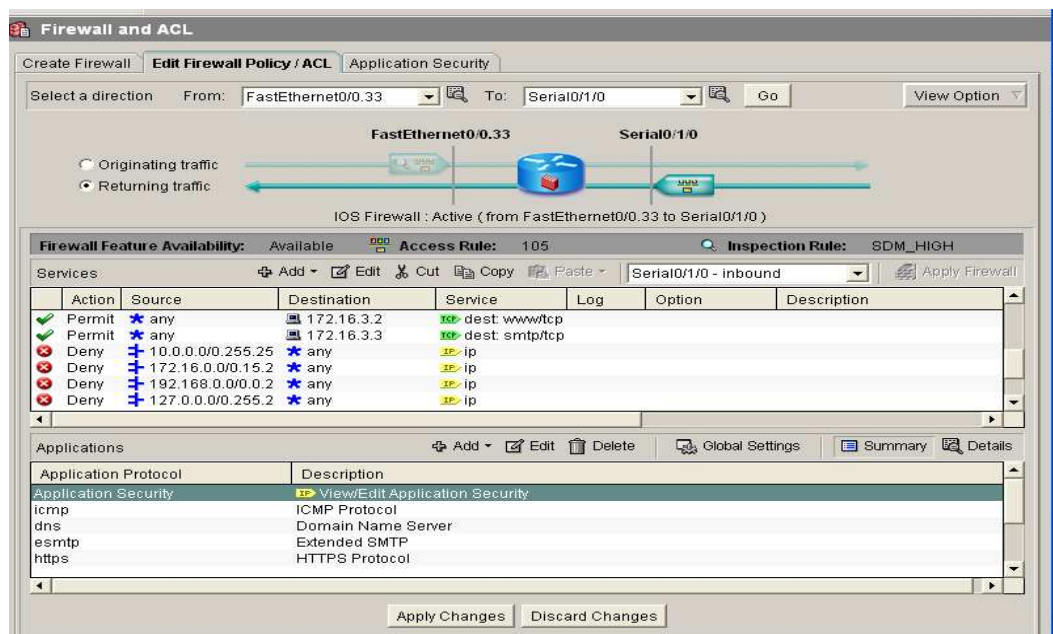 Firewall and ACL
Create Firewall Edit Firewall Policy / ACL Application Security
Select a direction From: FastEthernet0/0.33 To: Serial0/1/0 Go View Option
FastEthernet0/0.33 Serial0/1/0
Originating traffic
Returning traffic
IOS Firewall : Active ( from FastEthernet0/0.33 to Serial0/1/0 )
Firewall Feature Availability: Available Access Rule: 105 Inspection Rule: SDM_HIGH
Services Add Edit Cut Copy Paste Serial0/1/0 - inbound Apply Firewall
Action Source Destination Service Log Option Description
Permit any 172.16.3.2 TCP dest: www/tcp
Permit any 172.16.3.3 TCP dest: smtp/tcp
Deny 10.0.0.0/0.255.25 any IP ip
Deny 172.16.0.0/0.15.2 any IP ip
Deny 192.168.0.0/0.0.2 any IP ip
Deny 127.0.0.0/0.255.2 any IP ip
Applications Add Edit Delete Global Settings Summary Details
Application Protocol Description
Application Security IP View/Edit Application Security
icmp ICMP Protocol
dns Domain Name Server
esmtp Extended SMTP
https HTTPS Protocol
Apply Changes Discard Changes